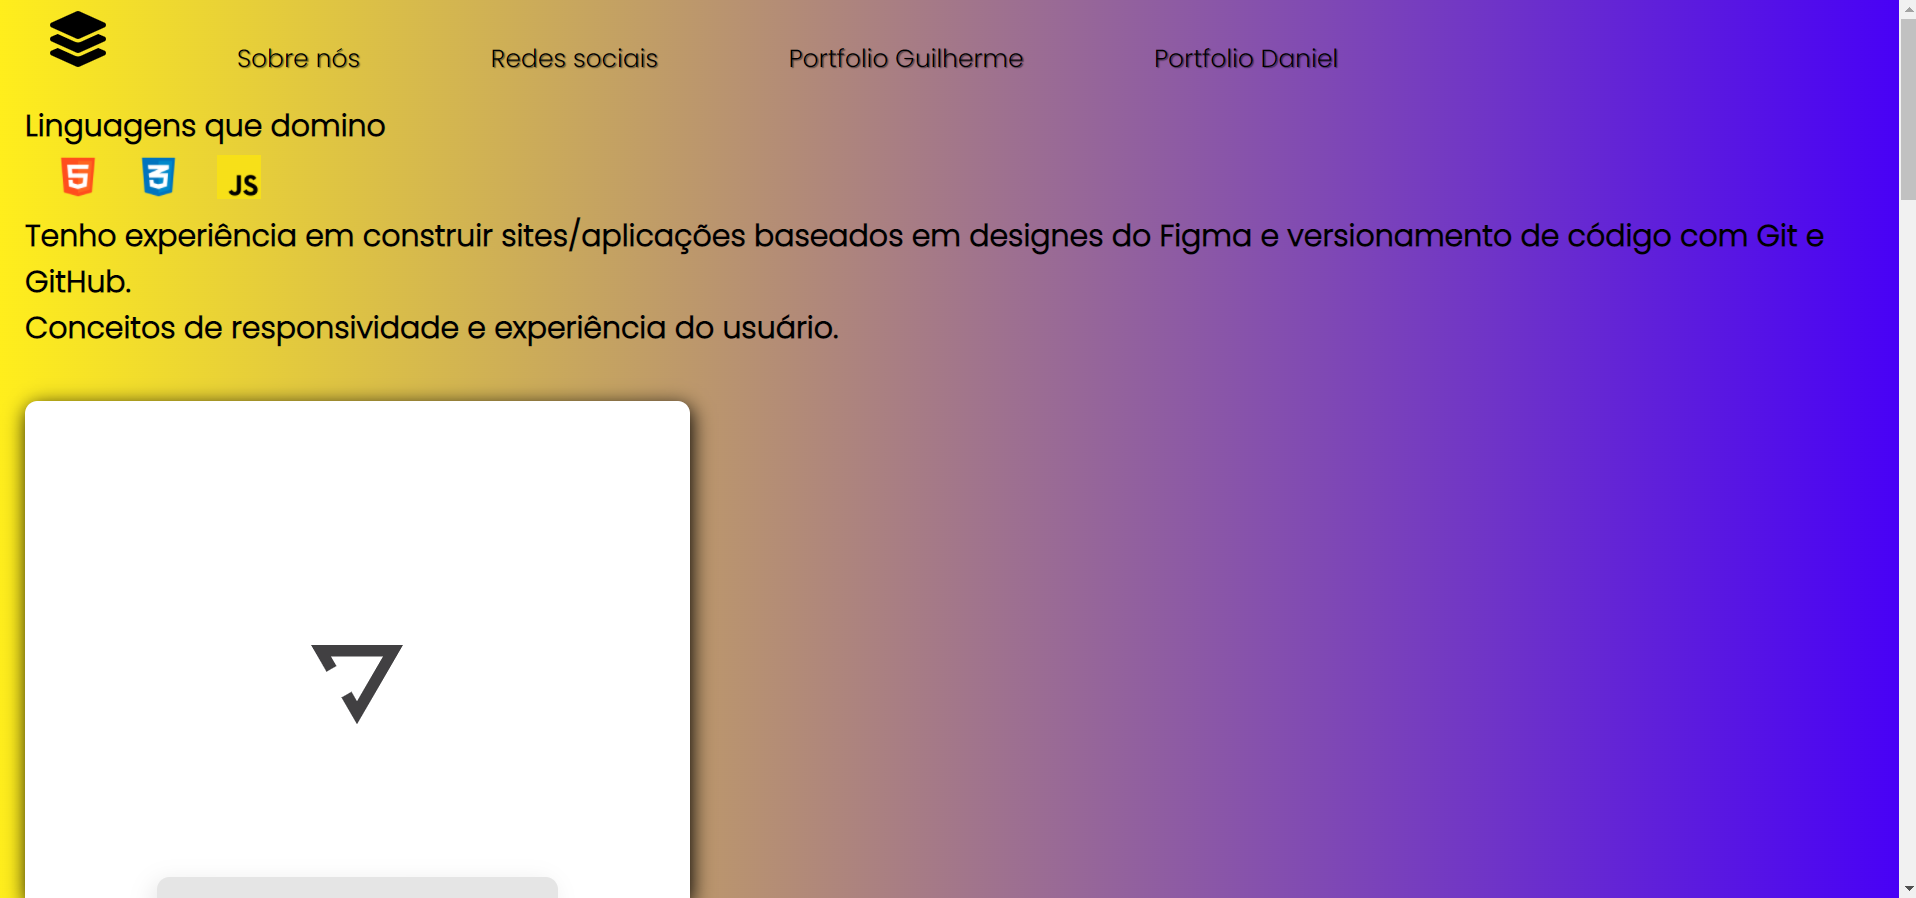 Sobre nós Redes sociais Portfolio Guilherme Portfolio Daniel
Linguagens que domino
5 3 JS
Tenho experiência em construir sites/aplicações baseados em designes do Figma e versionamento de código com Git e
GitHub.
Conceitos de responsividade e experiência do usuário.